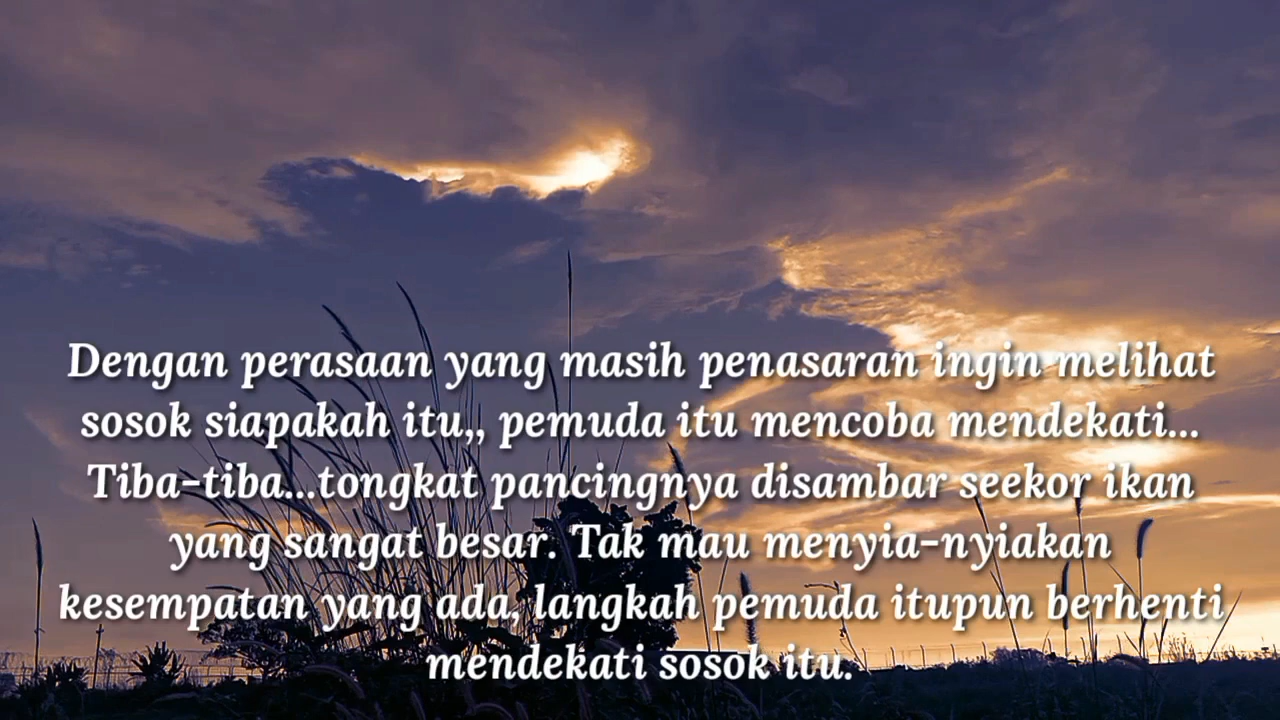 Dengan perasaan yang masih penasaran ingin melihat
sosok siapakah itu,, pemuda itu mencoba mendekati...
Tiba-tiba...tongkat pancingnya disambar seekor ikan
yang sangat besar. Tak mau menyia-nyiakan
kesempatan yang ada, langkah pemuda itupun berhenti
mendekati sosok itu.